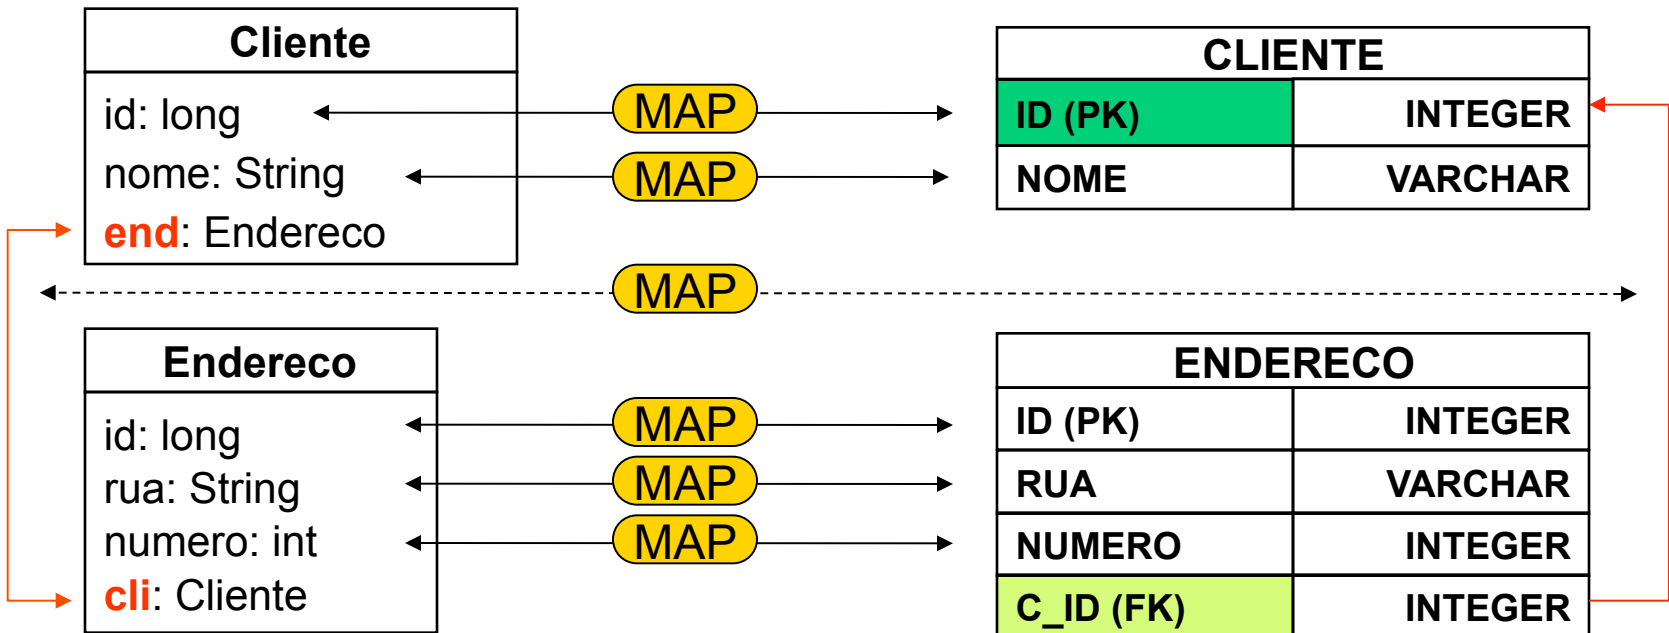 Cliente
id: long
nome: String
end: Endereco
MAP
MAP
CLIENTE
ID (PK) INTEGER
NOME VARCHAR
MAP
Endereco
id: long
rua: String
numero: int
cli: Cliente
MAP
MAP
MAP
ENDERECO
ID (PK) INTEGER
RUA VARCHAR
NUMERO INTEGER
C_ID (FK) INTEGER